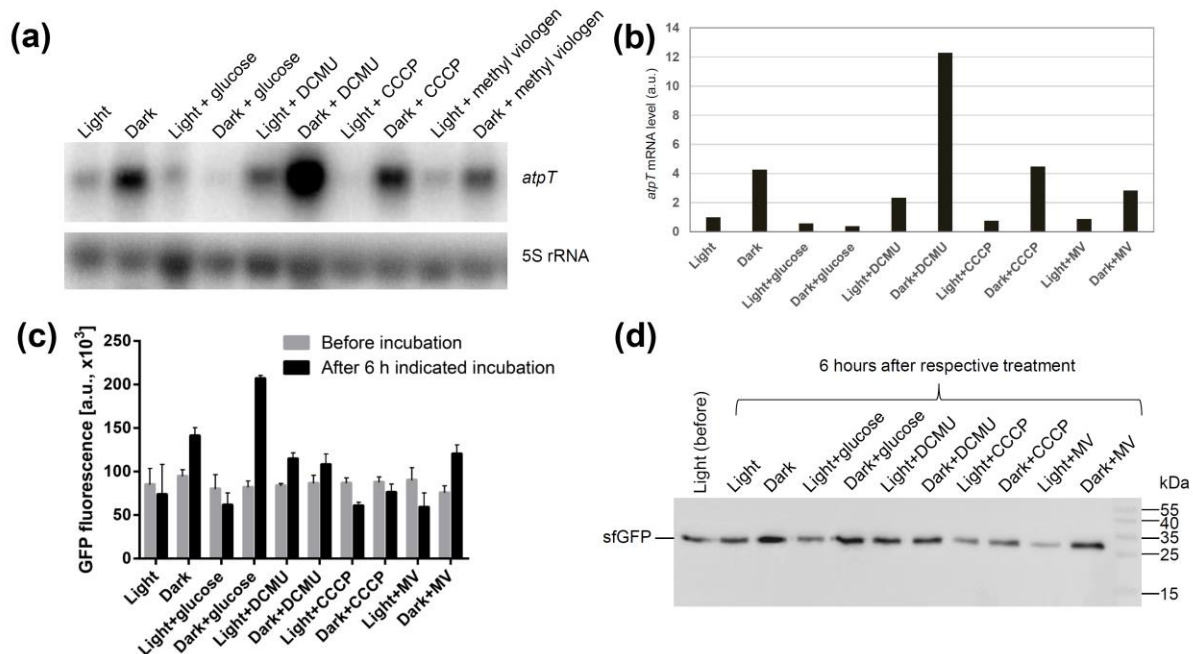 (a)
Light
Dark
Light + glucose
Dark + glucose
Light + DCMU
Dark + DCMU
Light + CCCP
Dark + CCCP
Light + methyl viologen
Dark + methyl viologen
atpT
5S rRNA
(b)
atpT mRNA level (a.u.)
14
12
10
8
6
4
2
0
Light
Dark
Light+glucose
Dark+glucose
Light+DCMU
Dark+DCMU
Light+CCCP
Dark+CCCP
Light+MV
Dark+MV
(c)
GFP fluorescence [a.u., x10³]
250
200
150
100
50
0
Before incubation
After 6 h indicated incubation
Light
Dark
Light+glucose
Dark+glucose
Light+DCMU
Dark+DCMU
Light+CCCP
Dark+CCCP
Light+MV
Dark+MV
(d)
6 hours after respective treatment
Light (before)
Light
Dark
Light+glucose
Dark+glucose
Light+DCMU
Dark+DCMU
Light+CCCP
Dark+CCCP
Light+MV
Dark+MV
kDa
55
40
35
25
15
sfGFP